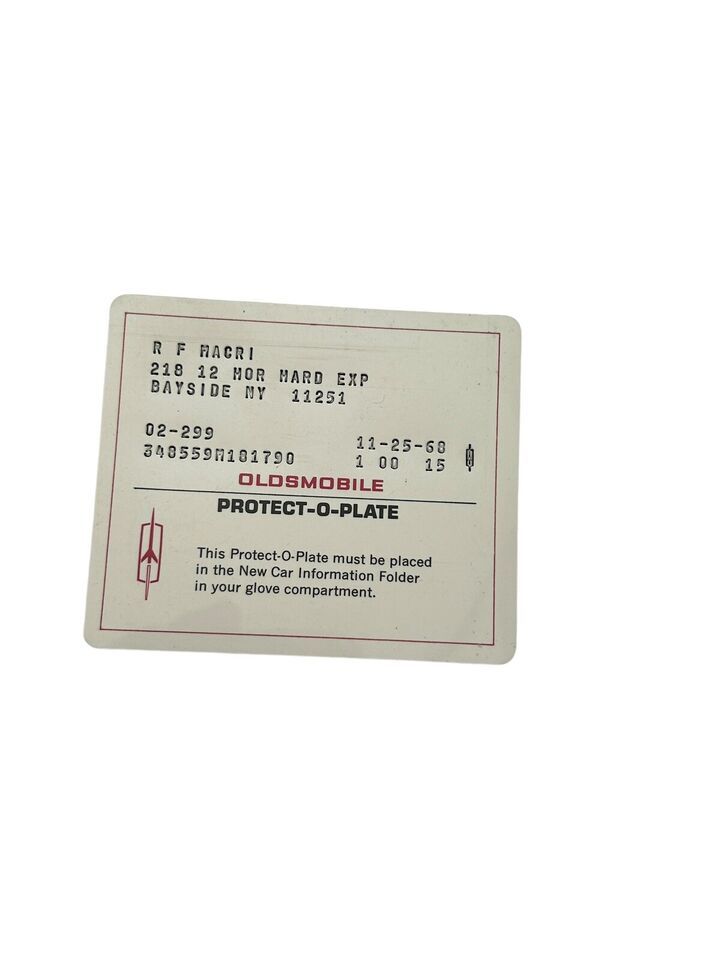 R F MACRI
218 12 HOR HARD EXP
BAYSIDE NY 11251
02-299 11-25-68
348559M181790 1 00 15
OLDSMOBILE
PROTECT-O-PLATE
This Protect-O-Plate must be placed
in the New Car Information Folder
in your glove compartment.